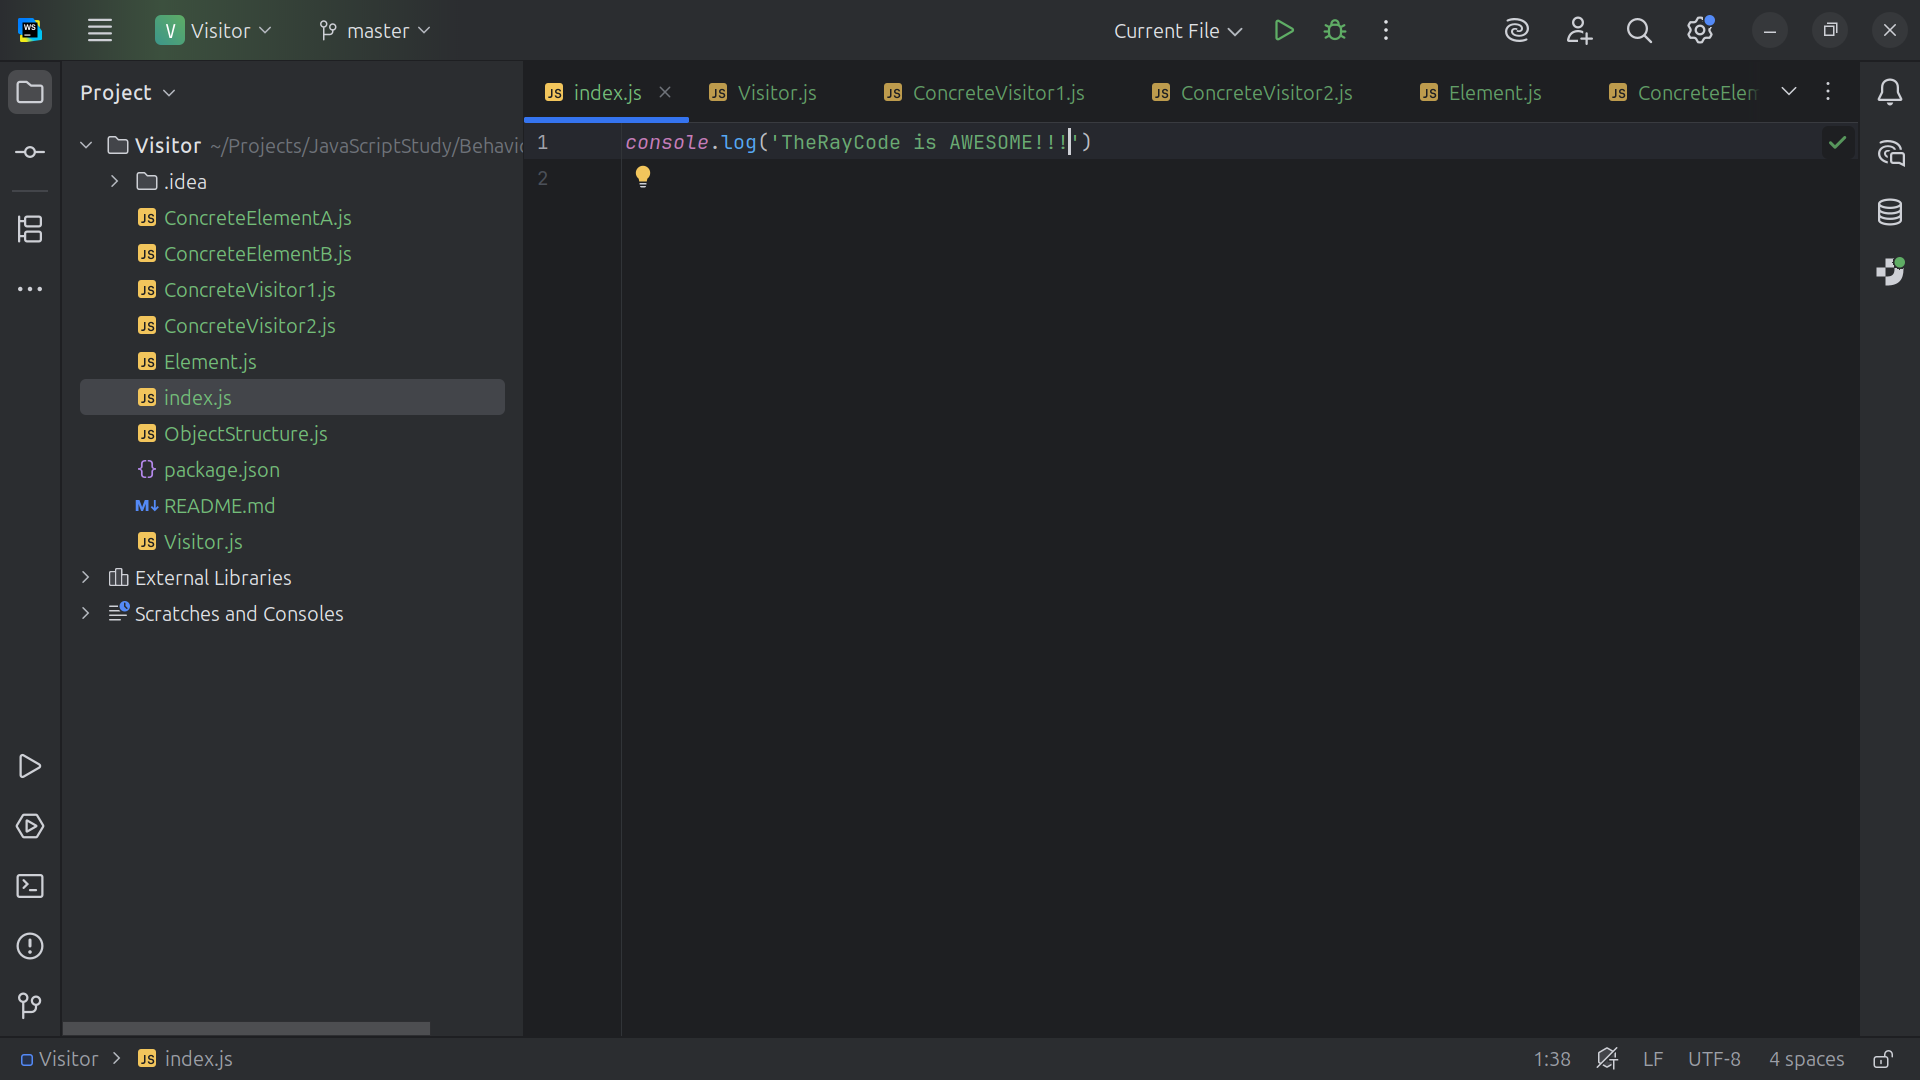 WS
V Visitor
master
Current File
Project
JS index.js
JS Visitor.js
JS ConcreteVisitor1.js
JS ConcreteVisitor2.js
JS Element.js
JS ConcreteElem
Visitor ~/Projects/JavaScriptStudy/Behavio
.idea
JS ConcreteElementA.js
JS ConcreteElementB.js
JS ConcreteVisitor1.js
JS ConcreteVisitor2.js
JS Element.js
JS index.js
JS ObjectStructure.js
{} package.json
M↓ README.md
JS Visitor.js
External Libraries
Scratches and Consoles
1 console.log('TheRayCode is AWESOME!!!')
2
Visitor > JS index.js
1:38
LF
UTF-8
4 spaces